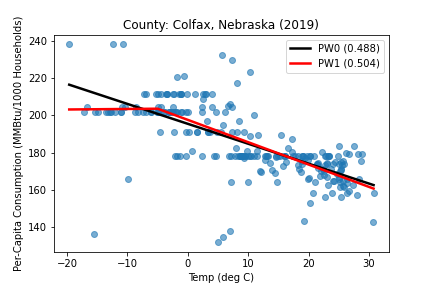 County: Colfax, Nebraska (2019)
PW0 (0.488)
PW1 (0.504)
Per-Capita Consumption (MMBtu/1000 Households)
240
220
200
180
160
140
−20 −10 0 10 20 30
Temp (deg C)